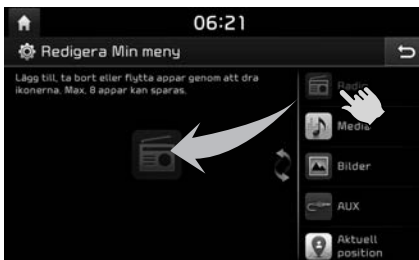 06:21
Redigera Min meny
Lägg till, ta bort eller flytta appar genom att dra
ikonerna. Max. 8 appar kan sparas.
Radio
Media
Bilder
AUX
Aktuell
position